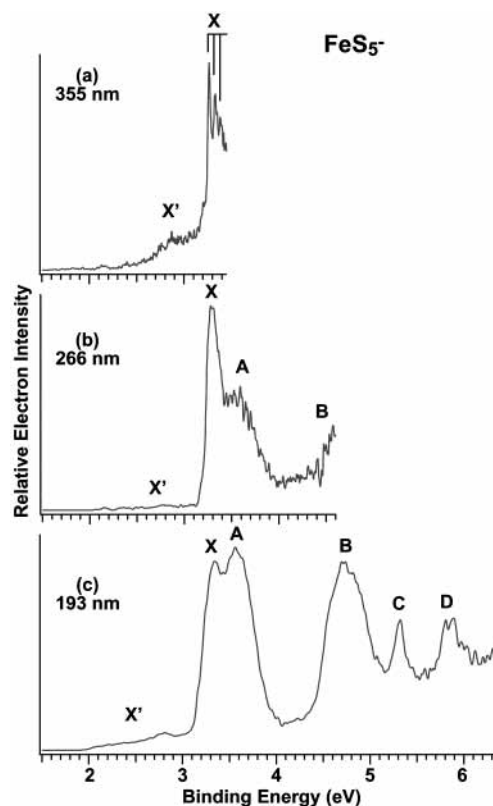 X
FeS5-
(a)
355 nm
X'
X
(b)
266 nm
A
B
X'
Relative Electron Intensity
(c)
193 nm
X
A
B
C
D
X'
2 3 4 5 6
Binding Energy (eV)